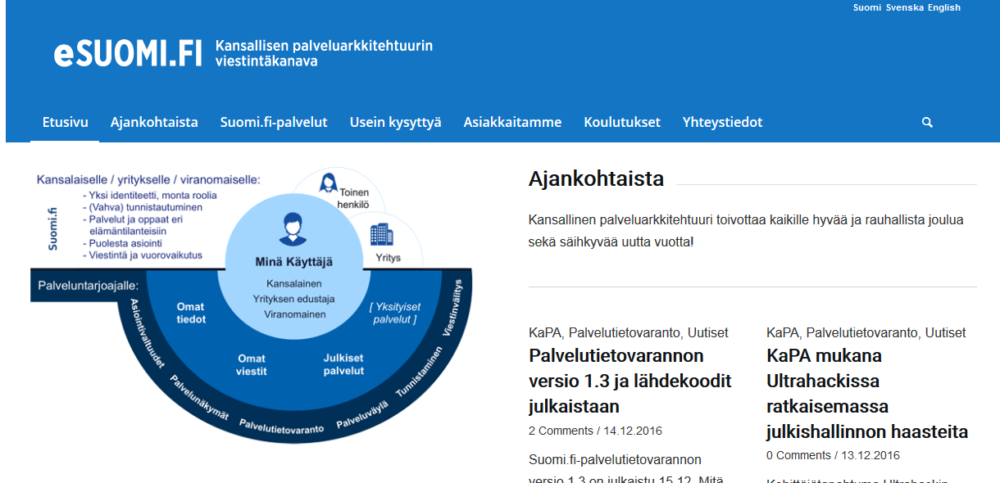 Suomi Svenska English
eSUOMI.FI
Kansallisen palveluarkkitehtuurin
viestintäkanava
Etusivu Ajankohtaista Suomi.fi-palvelut Usein kysyttyä Asiakkaitamme Koulutukset Yhteystiedot
Kansalaiselle / yritykselle / viranomaiselle:
Suomi.fi
- Yksi identiteetti, monta roolia
- (Vahva) tunnistautuminen
- Palvelut ja oppaat eri
elämäntilanteisiin
- Puolesta asiointi
- Viestintä ja vuorovaikutus
Toinen
henkilö
Yritys
Minä Käyttäjä
Kansalainen
Yrityksen edustaja
Viranomainen
Palveluntarjoajalle:
Omat
tiedot
[ Yksityiset
palvelut ]
Omat
viestit
Julkiset
palvelut
Asiointivaltuudet
Palvelunäkymät
Palvelutietovaranto
Palveluväylä
Tunnistaminen
Viestinvälitys
Ajankohtaista
Kansallinen palveluarkkitehtuuri toivottaa kaikille hyvää ja rauhallista joulua
sekä säihkyvää uutta vuotta!
KaPA, Palvelutietovaranto, Uutiset
Palvelutietovarannon
versio 1.3 ja lähdekoodit
julkaistaan
2 Comments / 14.12.2016
Suomi.fi-palvelutietovarannon
versio 1.3 on julkaistu 15.12. Mitä
KaPA, Palvelutietovaranto, Uutiset
KaPA mukana
Ultrahackissa
ratkaisemassa
julkishallinnon haasteita
0 Comments / 13.12.2016